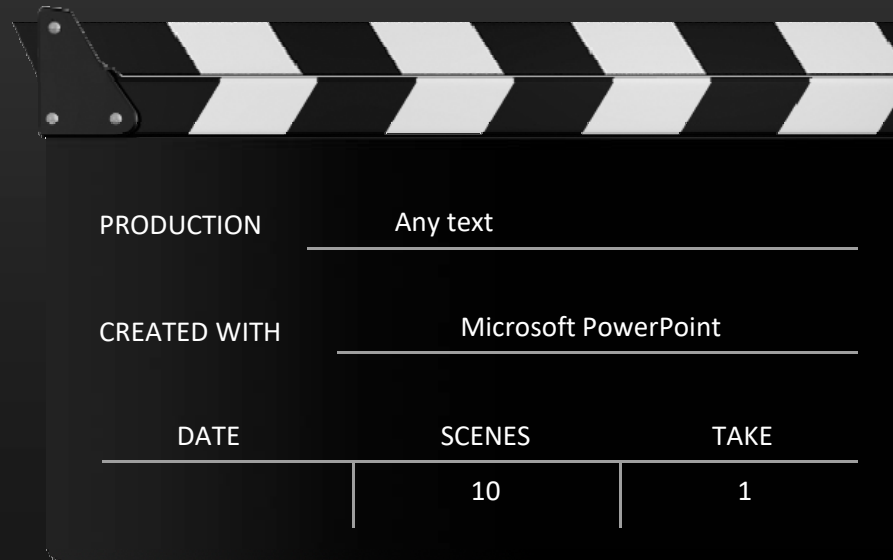 PRODUCTION Any text
CREATED WITH Microsoft PowerPoint
DATE SCENES TAKE
10 1